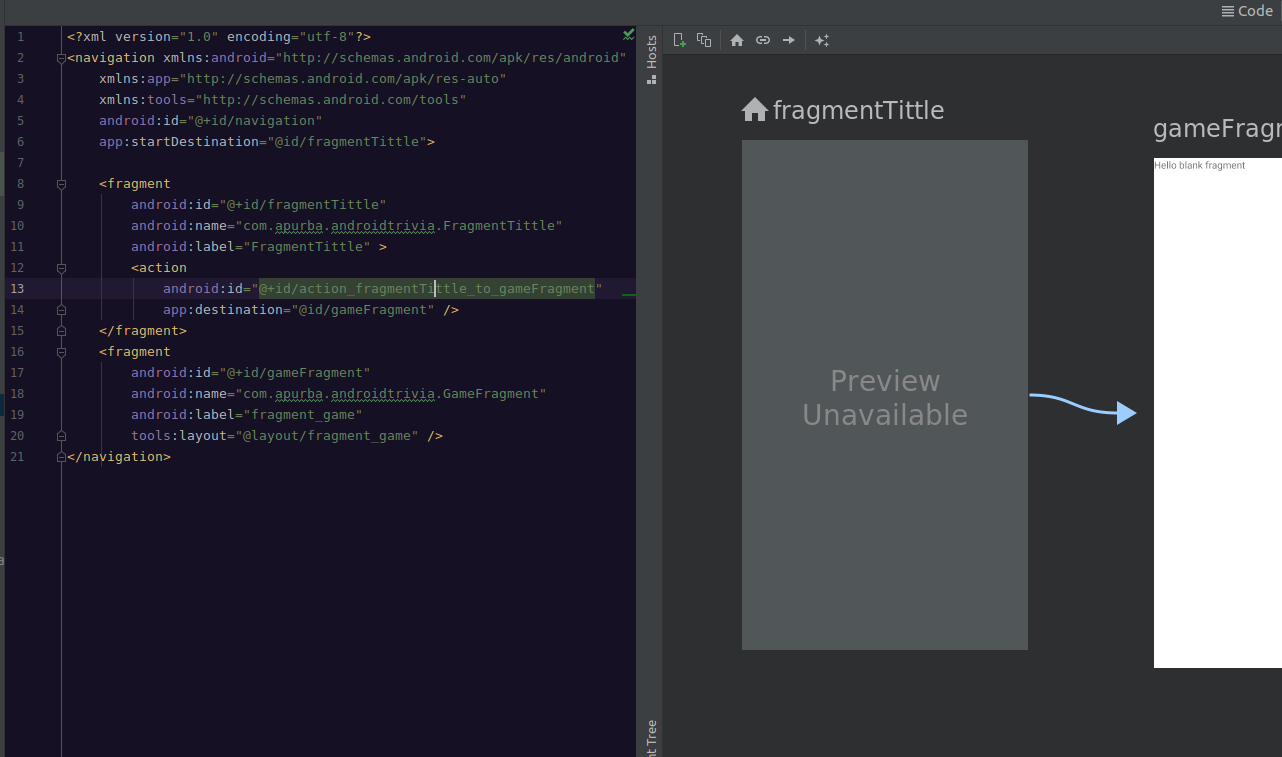 Code
1 <?xml version="1.0" encoding="utf-8"?>
2 <navigation xmlns:android="http://schemas.android.com/apk/res/android"
3 xmlns:app="http://schemas.android.com/apk/res-auto"
4 xmlns:tools="http://schemas.android.com/tools"
5 android:id="@+id/navigation"
6 app:startDestination="@id/fragmentTittle">
7
8 <fragment
9 android:id="@+id/fragmentTittle"
10 android:name="com.apurba.androidtrivia.FragmentTittle"
11 android:label="FragmentTittle" >
12 <action
13 android:id="@+id/action_fragmentTittle_to_gameFragment"
14 app:destination="@id/gameFragment" />
15 </fragment>
16 <fragment
17 android:id="@+id/gameFragment"
18 android:name="com.apurba.androidtrivia.GameFragment"
19 android:label="fragment_game"
20 tools:layout="@layout/fragment_game" />
21 </navigation>
Hosts
nt Tree
fragmentTittle
Preview
Unavailable
gameFragr
Hello blank fragment